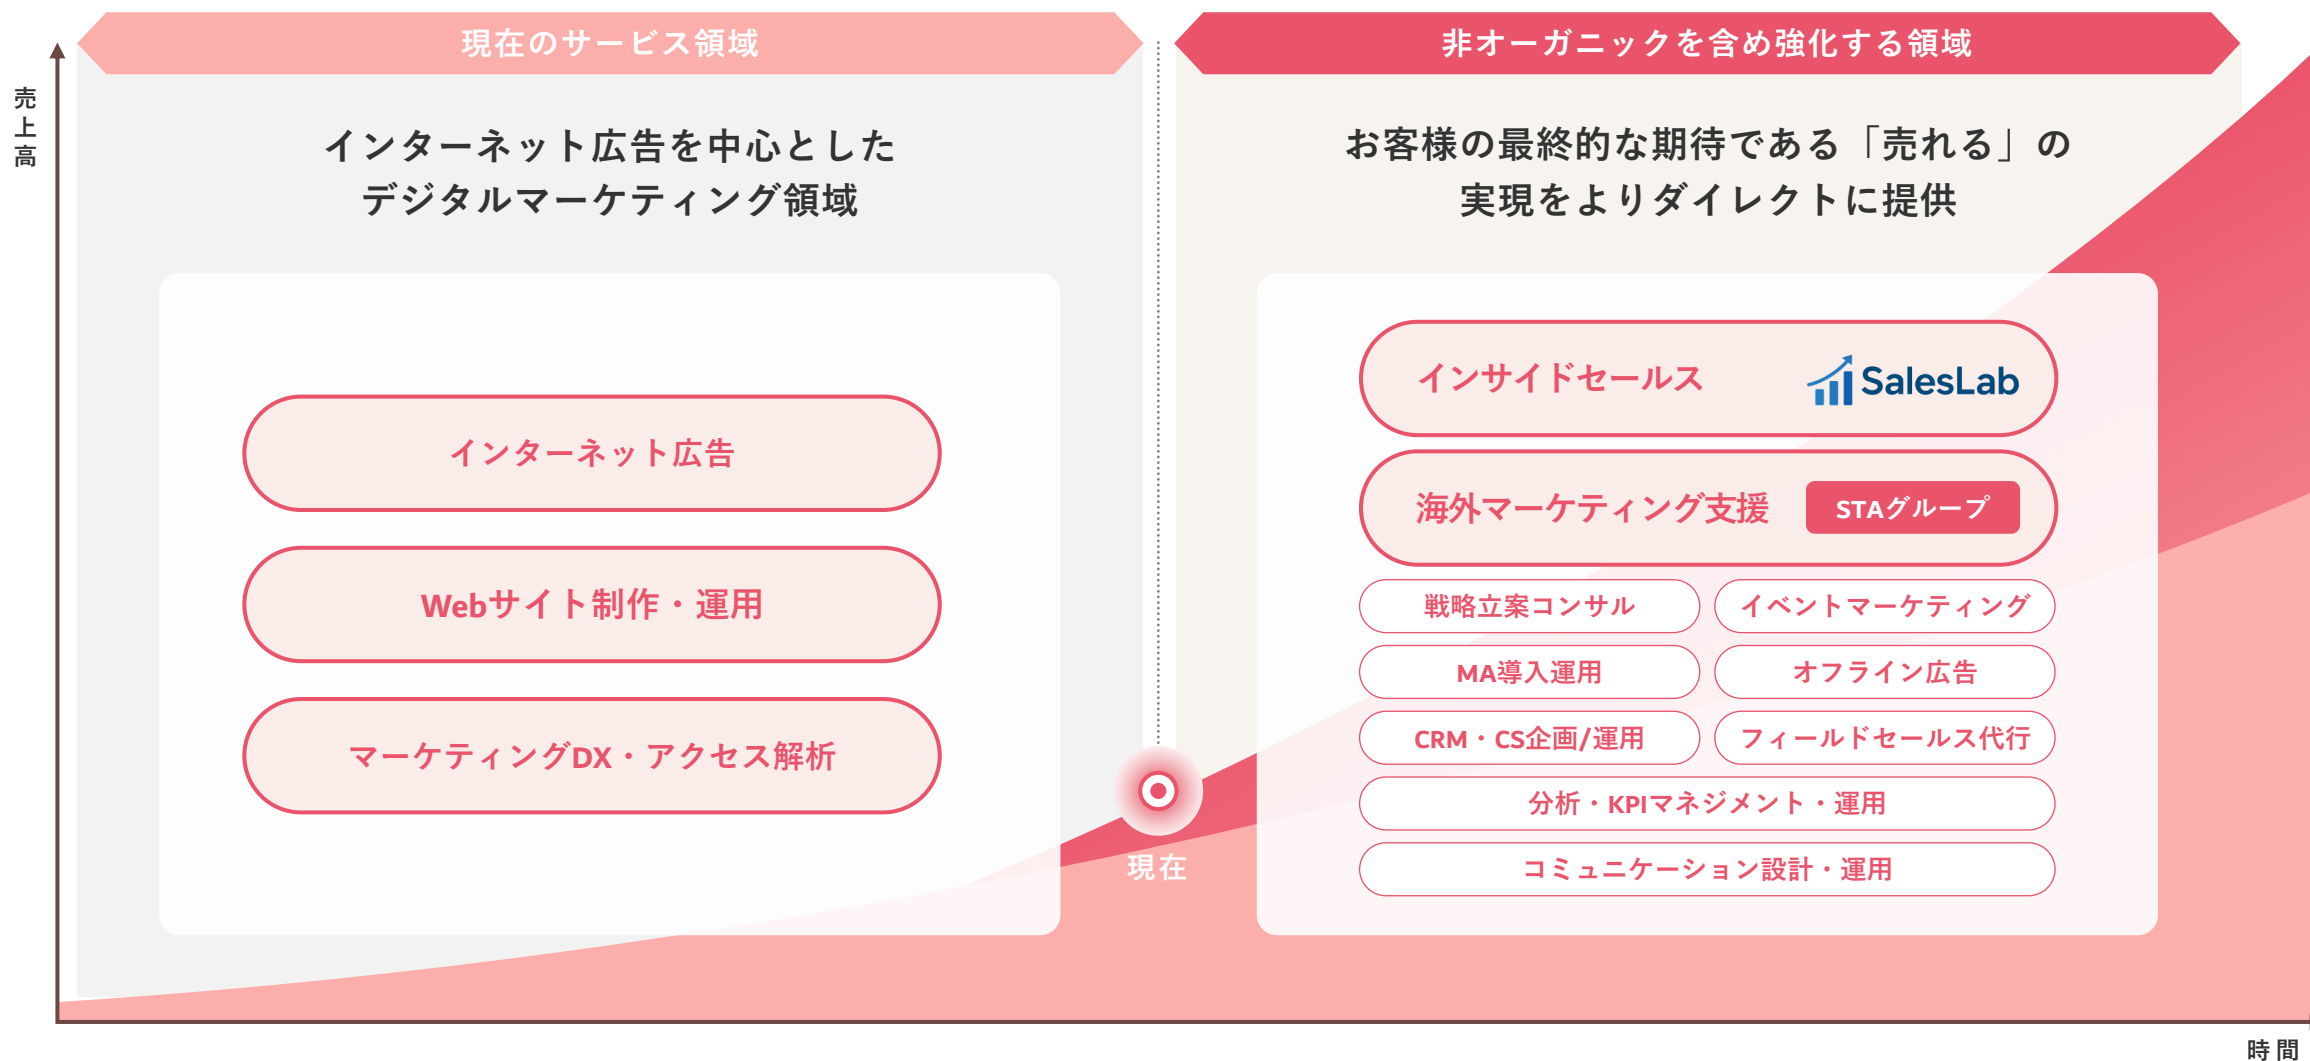 現在のサービス領域
非オーガニックを含め強化する領域
売上高
インターネット広告を中心とした
デジタルマーケティング領域
お客様の最終的な期待である「売れる」の
実現をよりダイレクトに提供
インターネット広告
Webサイト制作・運用
マーケティングDX・アクセス解析
インサイドセールス
SalesLab
海外マーケティング支援
STAグループ
戦略立案コンサル
イベントマーケティング
MA導入運用
オフライン広告
CRM・CS企画/運用
フィールドセールス代行
分析・KPIマネジメント・運用
コミュニケーション設計・運用
現在
時間